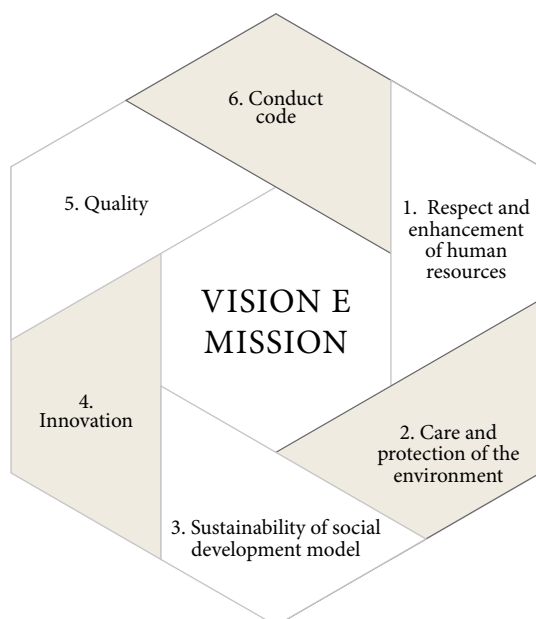 6. Conduct
code
5. Quality
1. Respect and
enhancement
of human
resources
VISION E
MISSION
4.
Innovation
2. Care and
protection of the
environment
3. Sustainability of social
development model